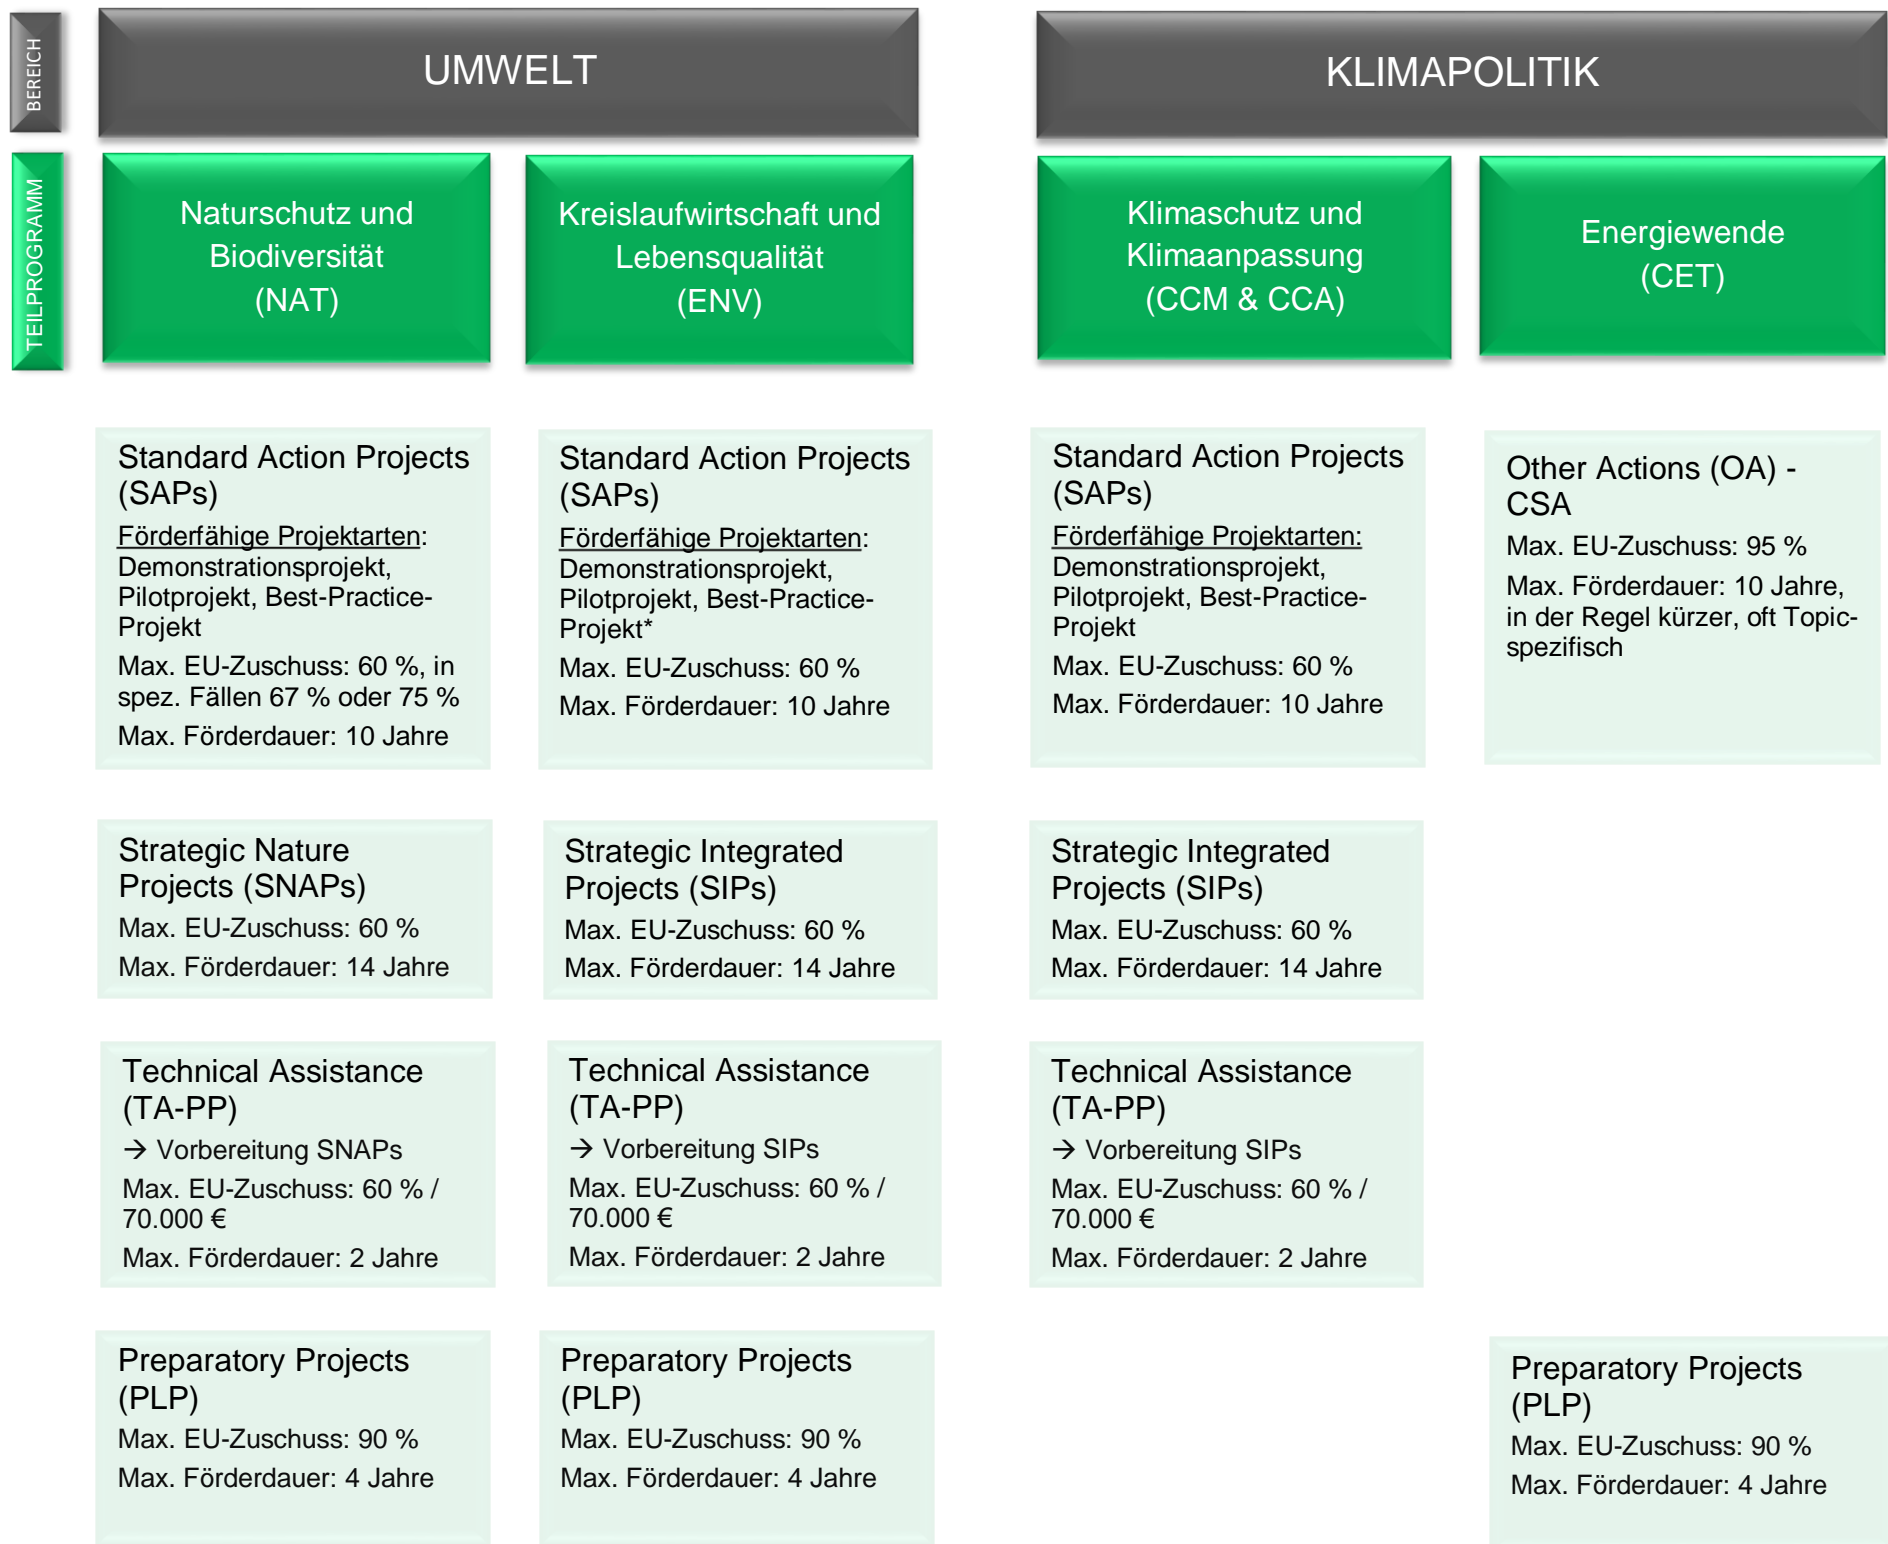 BEREICH
UMWELT
KLIMAPOLITIK
TEILPROGRAMM
Naturschutz und
Biodiversität
(NAT)
Kreislaufwirtschaft und
Lebensqualität
(ENV)
Klimaschutz und
Klimaanpassung
(CCM & CCA)
Energiewende
(CET)
Standard Action Projects
(SAPs)
Förderfähige Projektarten:
Demonstrationsprojekt,
Pilotprojekt, Best-Practice-
Projekt
Max. EU-Zuschuss: 60 %, in
spez. Fällen 67 % oder 75 %
Max. Förderdauer: 10 Jahre
Standard Action Projects
(SAPs)
Förderfähige Projektarten:
Demonstrationsprojekt,
Pilotprojekt, Best-Practice-
Projekt*
Max. EU-Zuschuss: 60 %
Max. Förderdauer: 10 Jahre
Standard Action Projects
(SAPs)
Förderfähige Projektarten:
Demonstrationsprojekt,
Pilotprojekt, Best-Practice-
Projekt
Max. EU-Zuschuss: 60 %
Max. Förderdauer: 10 Jahre
Other Actions (OA) -
CSA
Max. EU-Zuschuss: 95 %
Max. Förderdauer: 10 Jahre,
in der Regel kürzer, oft Topic-
spezifisch
Strategic Nature
Projects (SNAPs)
Max. EU-Zuschuss: 60 %
Max. Förderdauer: 14 Jahre
Strategic Integrated
Projects (SIPs)
Max. EU-Zuschuss: 60 %
Max. Förderdauer: 14 Jahre
Strategic Integrated
Projects (SIPs)
Max. EU-Zuschuss: 60 %
Max. Förderdauer: 14 Jahre
Technical Assistance
(TA-PP)
→ Vorbereitung SNAPs
Max. EU-Zuschuss: 60 % /
70.000 €
Max. Förderdauer: 2 Jahre
Technical Assistance
(TA-PP)
→ Vorbereitung SIPs
Max. EU-Zuschuss: 60 % /
70.000 €
Max. Förderdauer: 2 Jahre
Technical Assistance
(TA-PP)
→ Vorbereitung SIPs
Max. EU-Zuschuss: 60 % /
70.000 €
Max. Förderdauer: 2 Jahre
Preparatory Projects
(PLP)
Max. EU-Zuschuss: 90 %
Max. Förderdauer: 4 Jahre
Preparatory Projects
(PLP)
Max. EU-Zuschuss: 90 %
Max. Förderdauer: 4 Jahre
Preparatory Projects
(PLP)
Max. EU-Zuschuss: 90 %
Max. Förderdauer: 4 Jahre